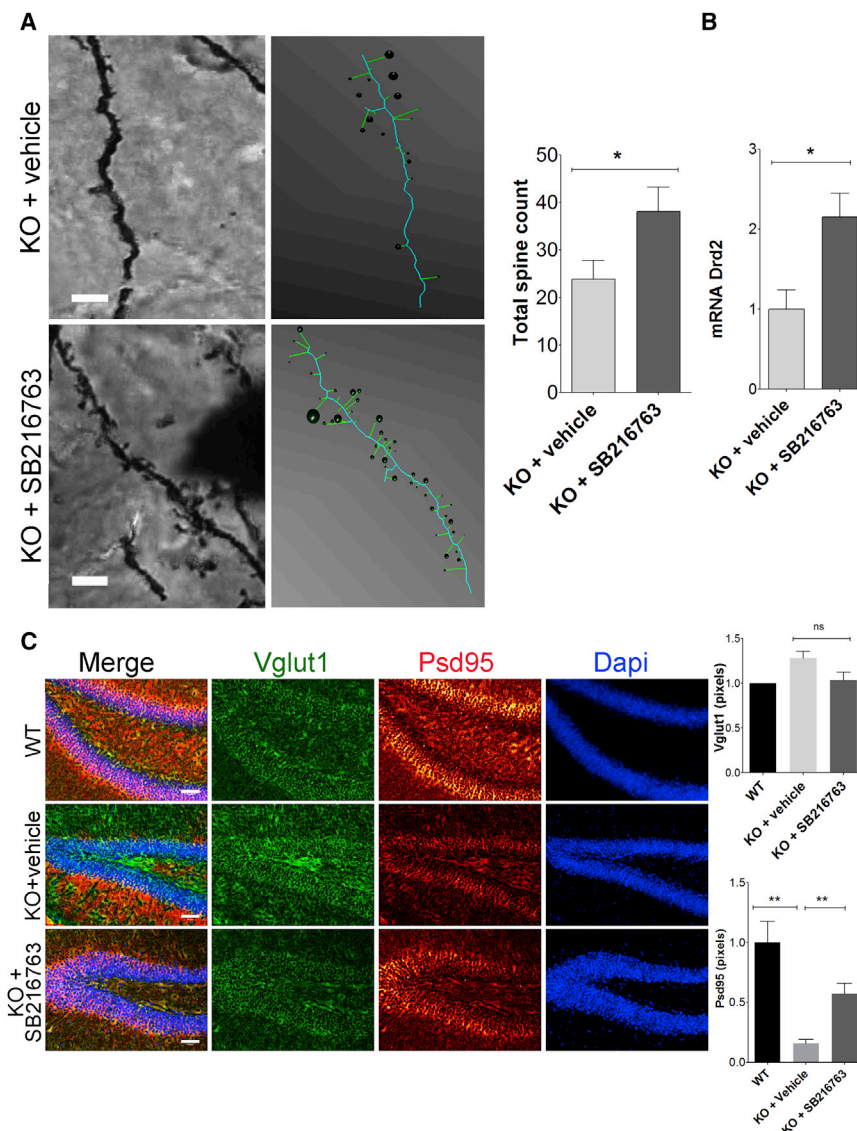 A
KO + vehicle
KO + SB216763
Total spine count
50
40
30
20
10
0
*
KO + vehicle
KO + SB216763
B
mRNA Drd2
3
2
1
0
*
KO + vehicle
KO + SB216763
C
Merge Vglut1 Psd95 Dapi
WT
KO+vehicle
KO +
SB216763
Vglut1 (pixels)
1.5
1.0
0.5
0.0
ns
WT
KO + vehicle
KO + SB216763
Psd95 (pixels)
1.5
1.0
0.5
0.0
** **
WT
KO + Vehicle
KO + SB216763